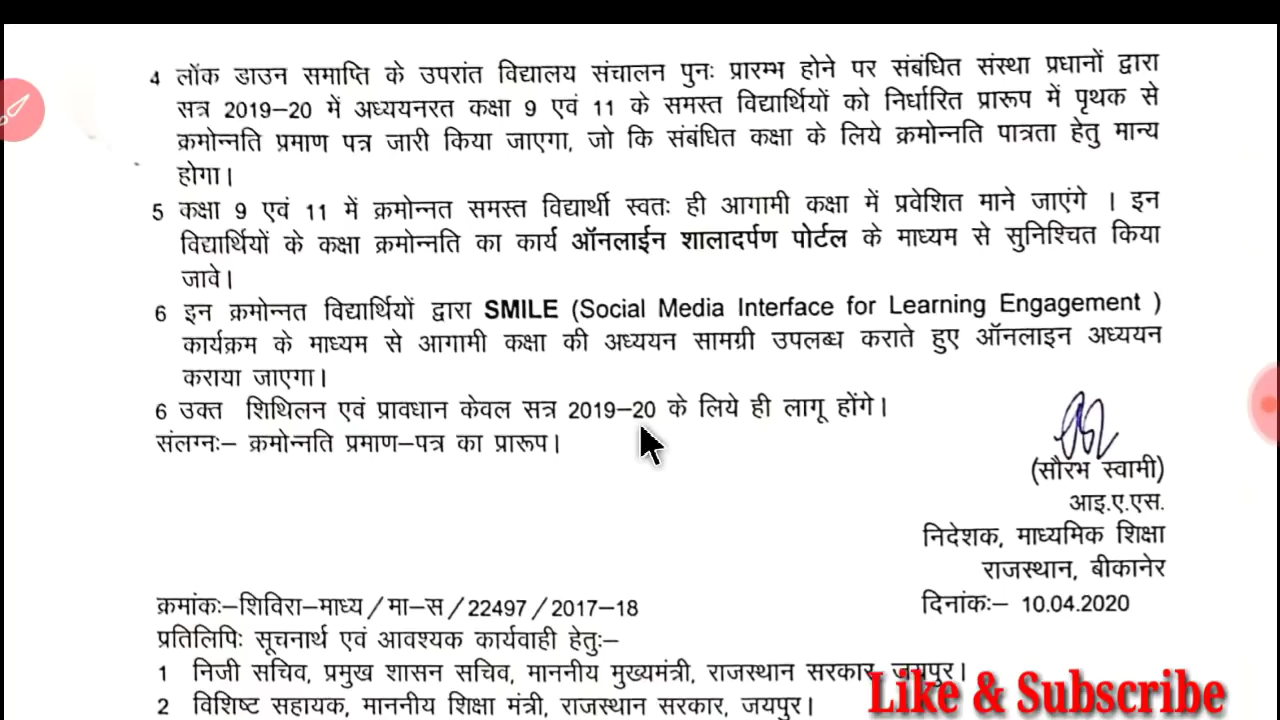 4 लॉक डाउन समाप्ति के उपरांत विद्यालय संचालन पुनः प्रारम्भ होने पर संबंधित संस्था प्रधानों द्वारा
सत्र 2019–20 में अध्ययनरत कक्षा 9 एवं 11 के समस्त विद्यार्थियों को निर्धारित प्रारूप में पृथक से
क्रमोन्नति प्रमाण पत्र जारी किया जाएगा, जो कि संबंधित कक्षा के लिये क्रमोन्नति पात्रता हेतु मान्य
होगा।
5 कक्षा 9 एवं 11 में क्रमोन्नत समस्त विद्यार्थी स्वतः ही आगामी कक्षा में प्रवेशित माने जाएंगे । इन
विद्यार्थियों के कक्षा क्रमोन्नति का कार्य ऑनलाईन शालादर्पण पोर्टल के माध्यम से सुनिश्चित किया
जावे।
6 इन क्रमोन्नत विद्यार्थियों द्वारा SMILE (Social Media Interface for Learning Engagement )
कार्यक्रम के माध्यम से आगामी कक्षा की अध्ययन सामग्री उपलब्ध कराते हुए ऑनलाइन अध्ययन
कराया जाएगा।
6 उक्त शिथिलन एवं प्रावधान केवल सत्र 2019–20 के लिये ही लागू होंगे।
संलग्नः– क्रमोन्नति प्रमाण–पत्र का प्रारूप।
(सौरभ स्वामी)
आइ.ए.एस.
निदेशक, माध्यमिक शिक्षा
राजस्थान, बीकानेर
क्रमांकः–शिविरा–माध्य/मा–स/22497/2017–18
दिनांकः– 10.04.2020
प्रतिलिपिः सूचनार्थ एवं आवश्यक कार्यवाही हेतुः–
1 निजी सचिव, प्रमुख शासन सचिव, माननीय मुख्यमंत्री, राजस्थान सरकार, जयपुर।
2 विशिष्ट सहायक, माननीय शिक्षा मंत्री, राजस्थान सरकार, जयपुर।
Like & Subscribe